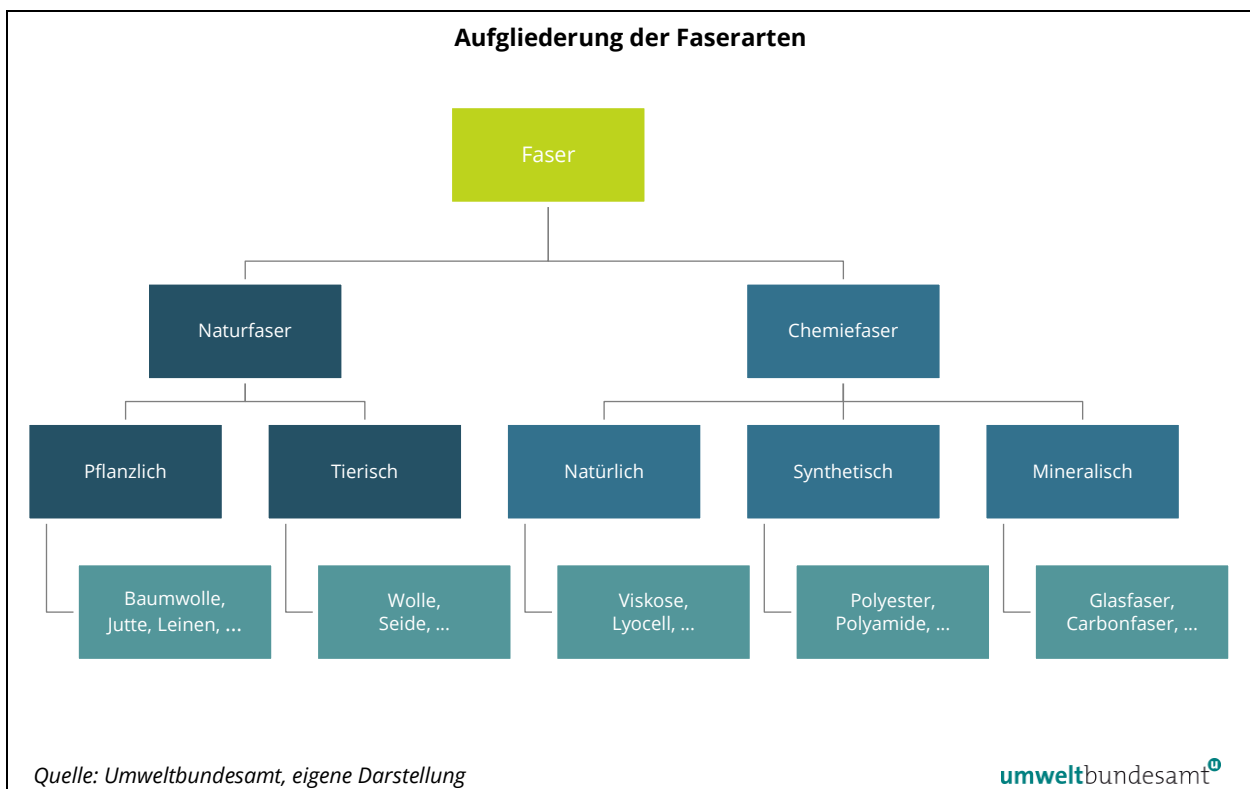 Aufgliederung der Faserarten
Faser
Naturfaser
Chemiefaser
Pflanzlich
Tierisch
Natürlich
Synthetisch
Mineralisch
Baumwolle,
Jutte, Leinen, ...
Wolle,
Seide, ...
Viskose,
Lyocell, ...
Polyester,
Polyamide, ...
Glasfaser,
Carbonfaser, ...
Quelle: Umweltbundesamt, eigene Darstellung
umweltbundesamt ⓤ